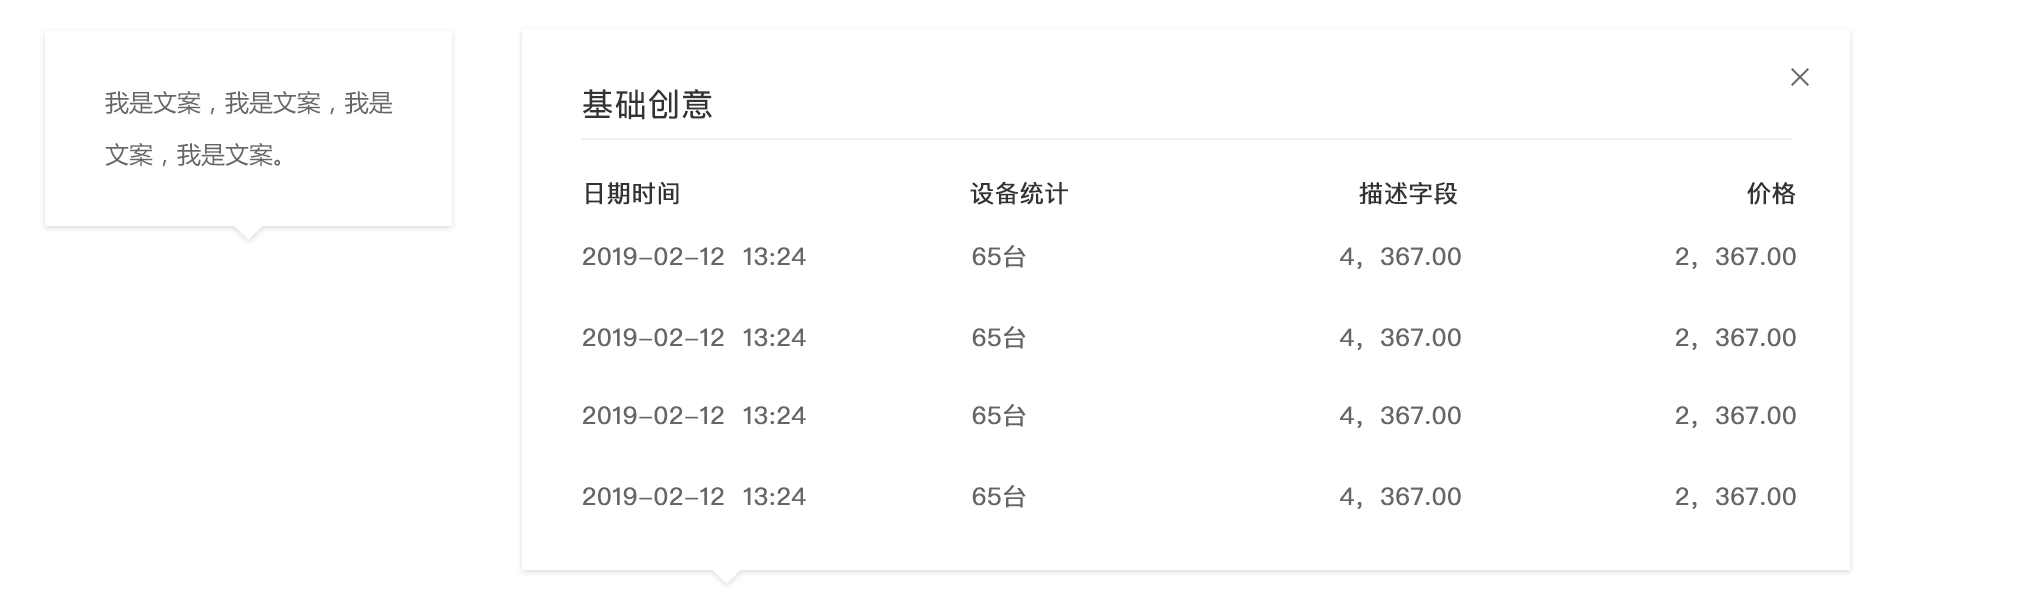 我是文案，我是文案，我是
文案，我是文案。
基础创意
日期时间 设备统计 描述字段 价格
2019-02-12 13:24 65台 4，367.00 2，367.00
2019-02-12 13:24 65台 4，367.00 2，367.00
2019-02-12 13:24 65台 4，367.00 2，367.00
2019-02-12 13:24 65台 4，367.00 2，367.00